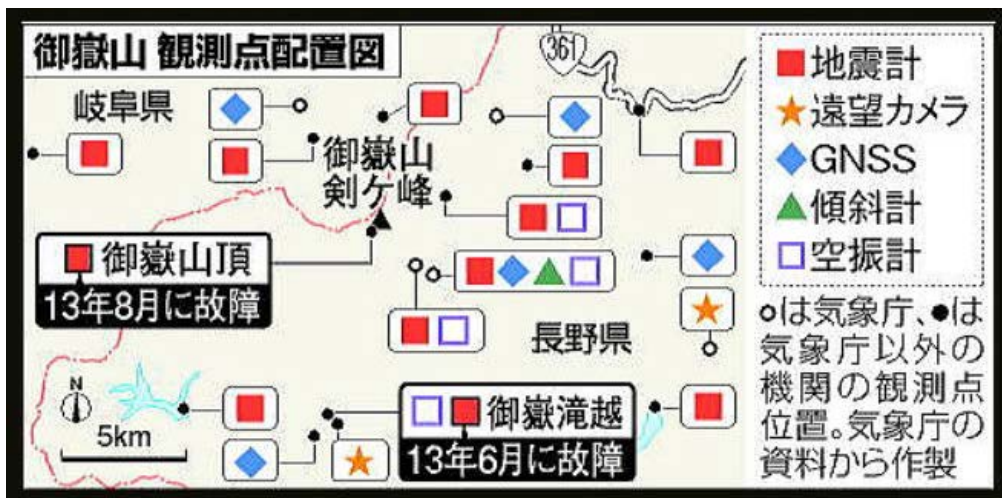 御嶽山 観測点配置図
岐阜県
361
御嶽山
剣ケ峰
御嶽山頂
13年8月に故障
長野県
N
5km
御嶽滝越
13年6月に故障
地震計
遠望カメラ
GNSS
傾斜計
空振計
○は気象庁、●は
気象庁以外の
機関の観測点
位置。気象庁の
資料から作製